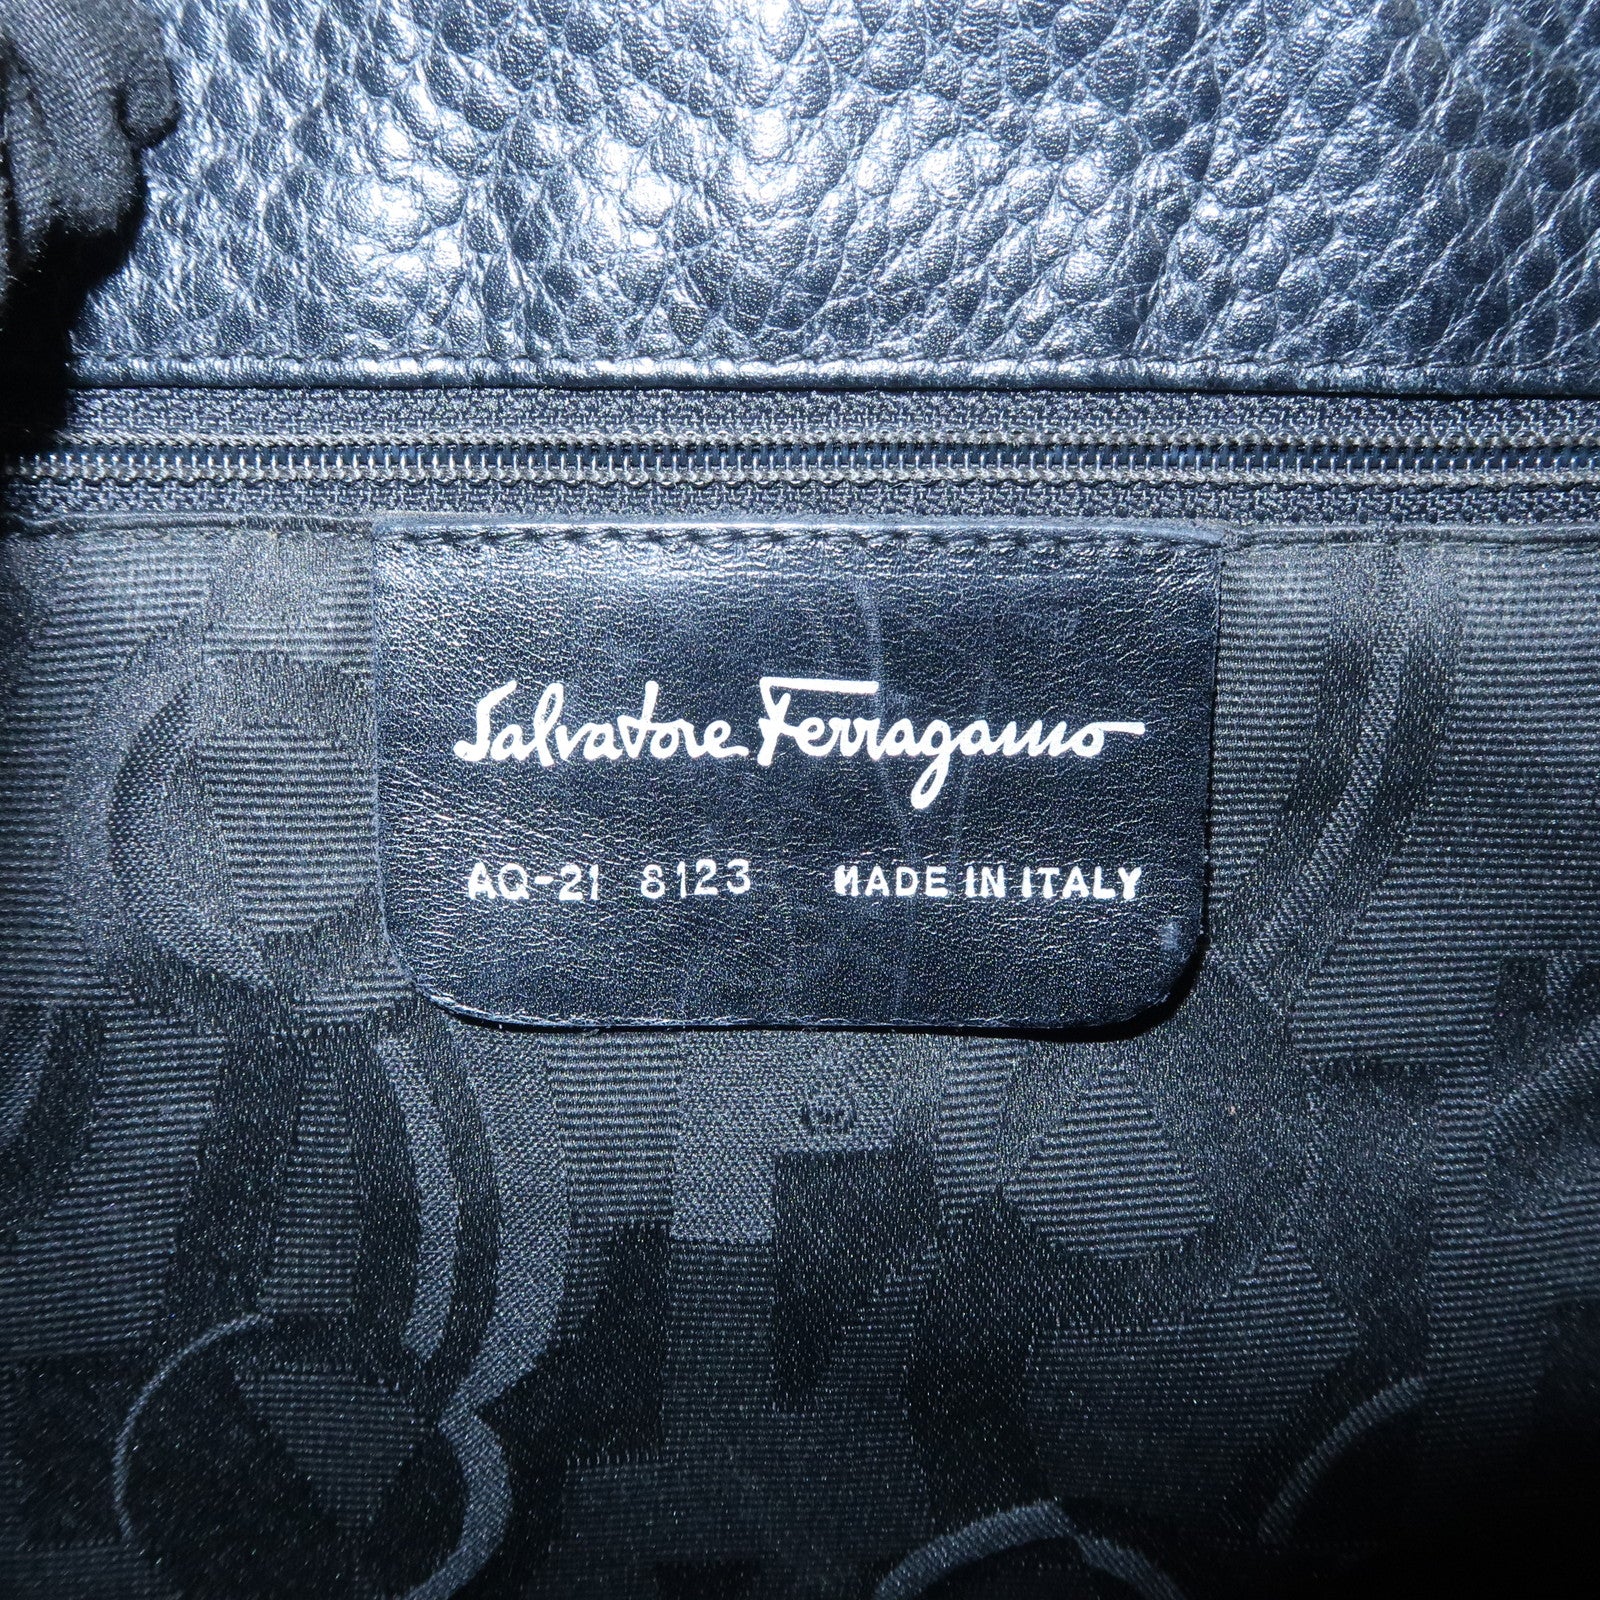 Salvatore Ferragamo
AQ-21 8123 MADE IN ITALY